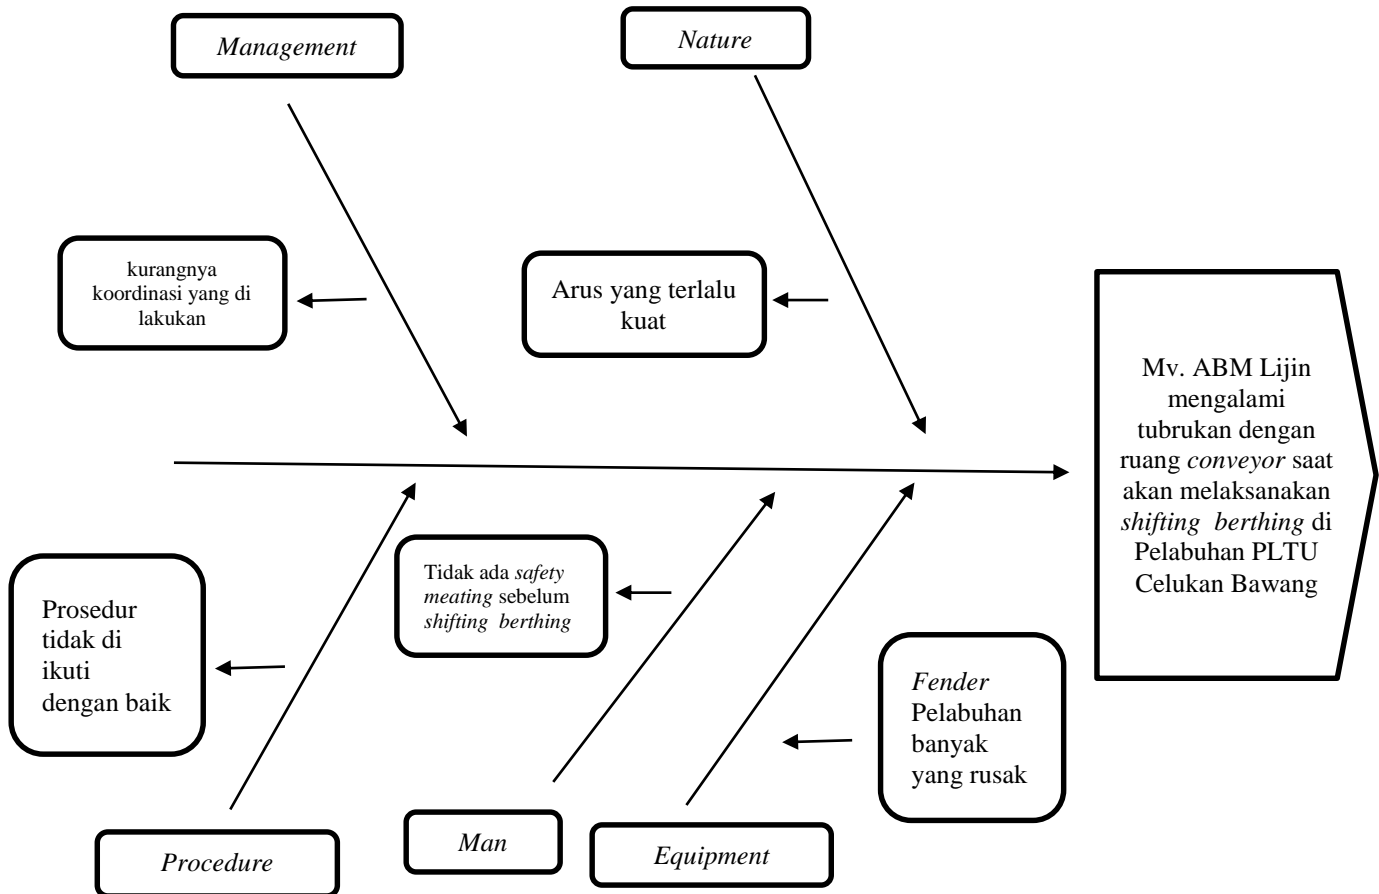 Management
Nature
kurangnya
koordinasi yang di
lakukan
Arus yang terlalu
kuat
Mv. ABM Lijin
mengalami
tubrukan dengan
ruang conveyor saat
akan melaksanakan
shifting berthing di
Pelabuhan PLTU
Celukan Bawang
Prosedur
tidak di
ikuti
dengan baik
Tidak ada safety
meating sebelum
shifting berthing
Fender
Pelabuhan
banyak
yang rusak
Procedure
Man
Equipment